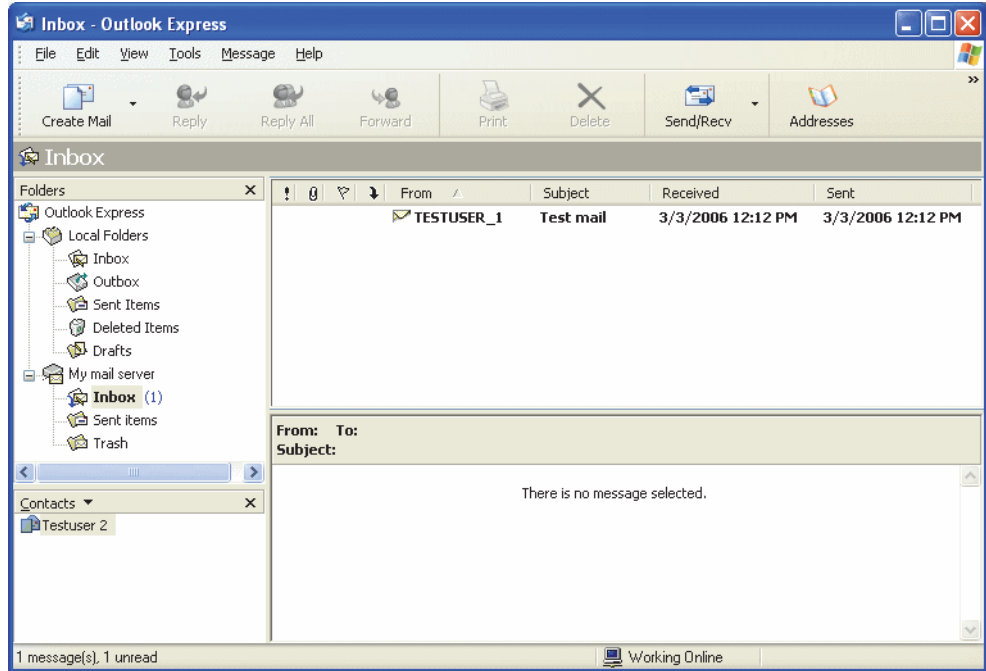 Inbox - Outlook Express
File Edit View Tools Message Help
Create Mail Reply Reply All Forward Print Delete Send/Recv Addresses »
Inbox
Folders
Outlook Express
Local Folders
Inbox
Outbox
Sent Items
Deleted Items
Drafts
My mail server
Inbox (1)
Sent items
Trash
Contacts
Testuser 2
! From Subject Received Sent
TESTUSER_1 Test mail 3/3/2006 12:12 PM 3/3/2006 12:12 PM
From: To:
Subject:
There is no message selected.
1 message(s), 1 unread Working Online